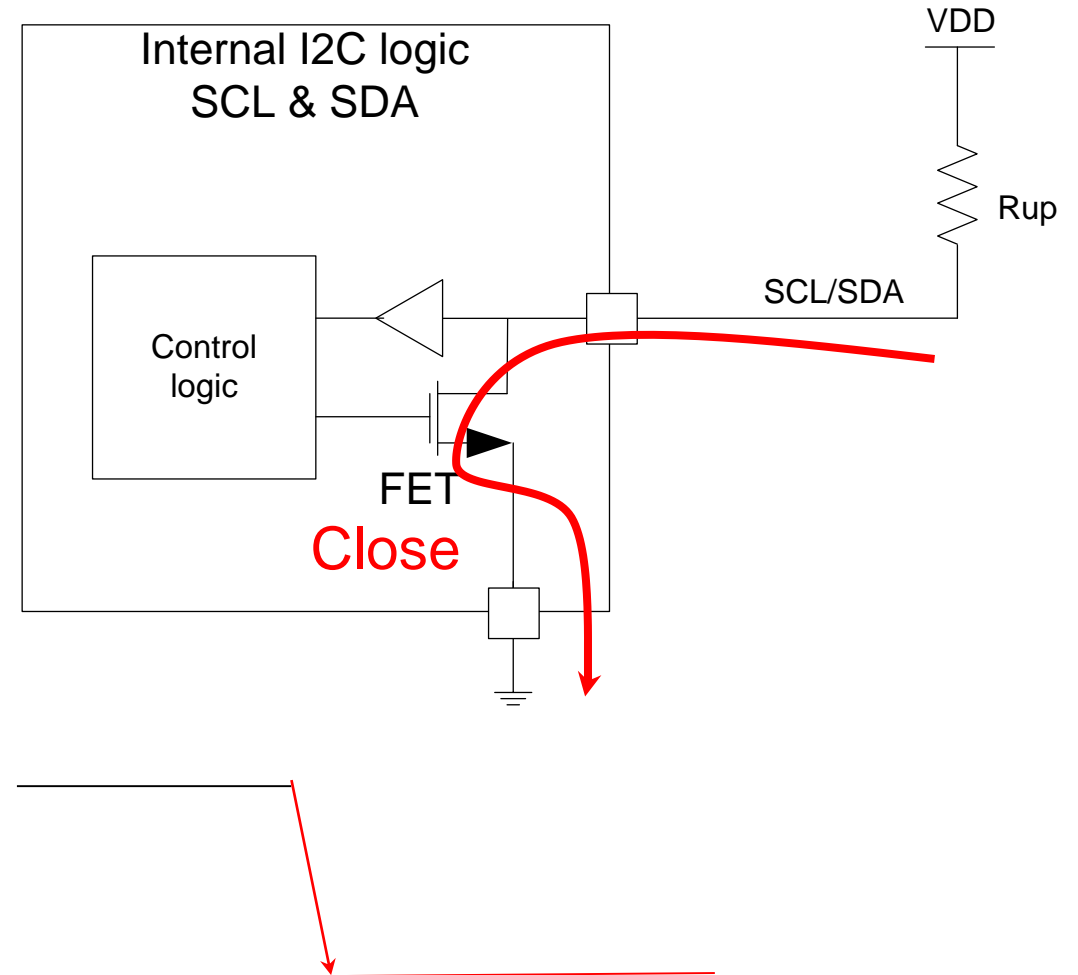 Internal I2C logic
SCL & SDA
VDD
Rup
SCL/SDA
Control
logic
FET
Close